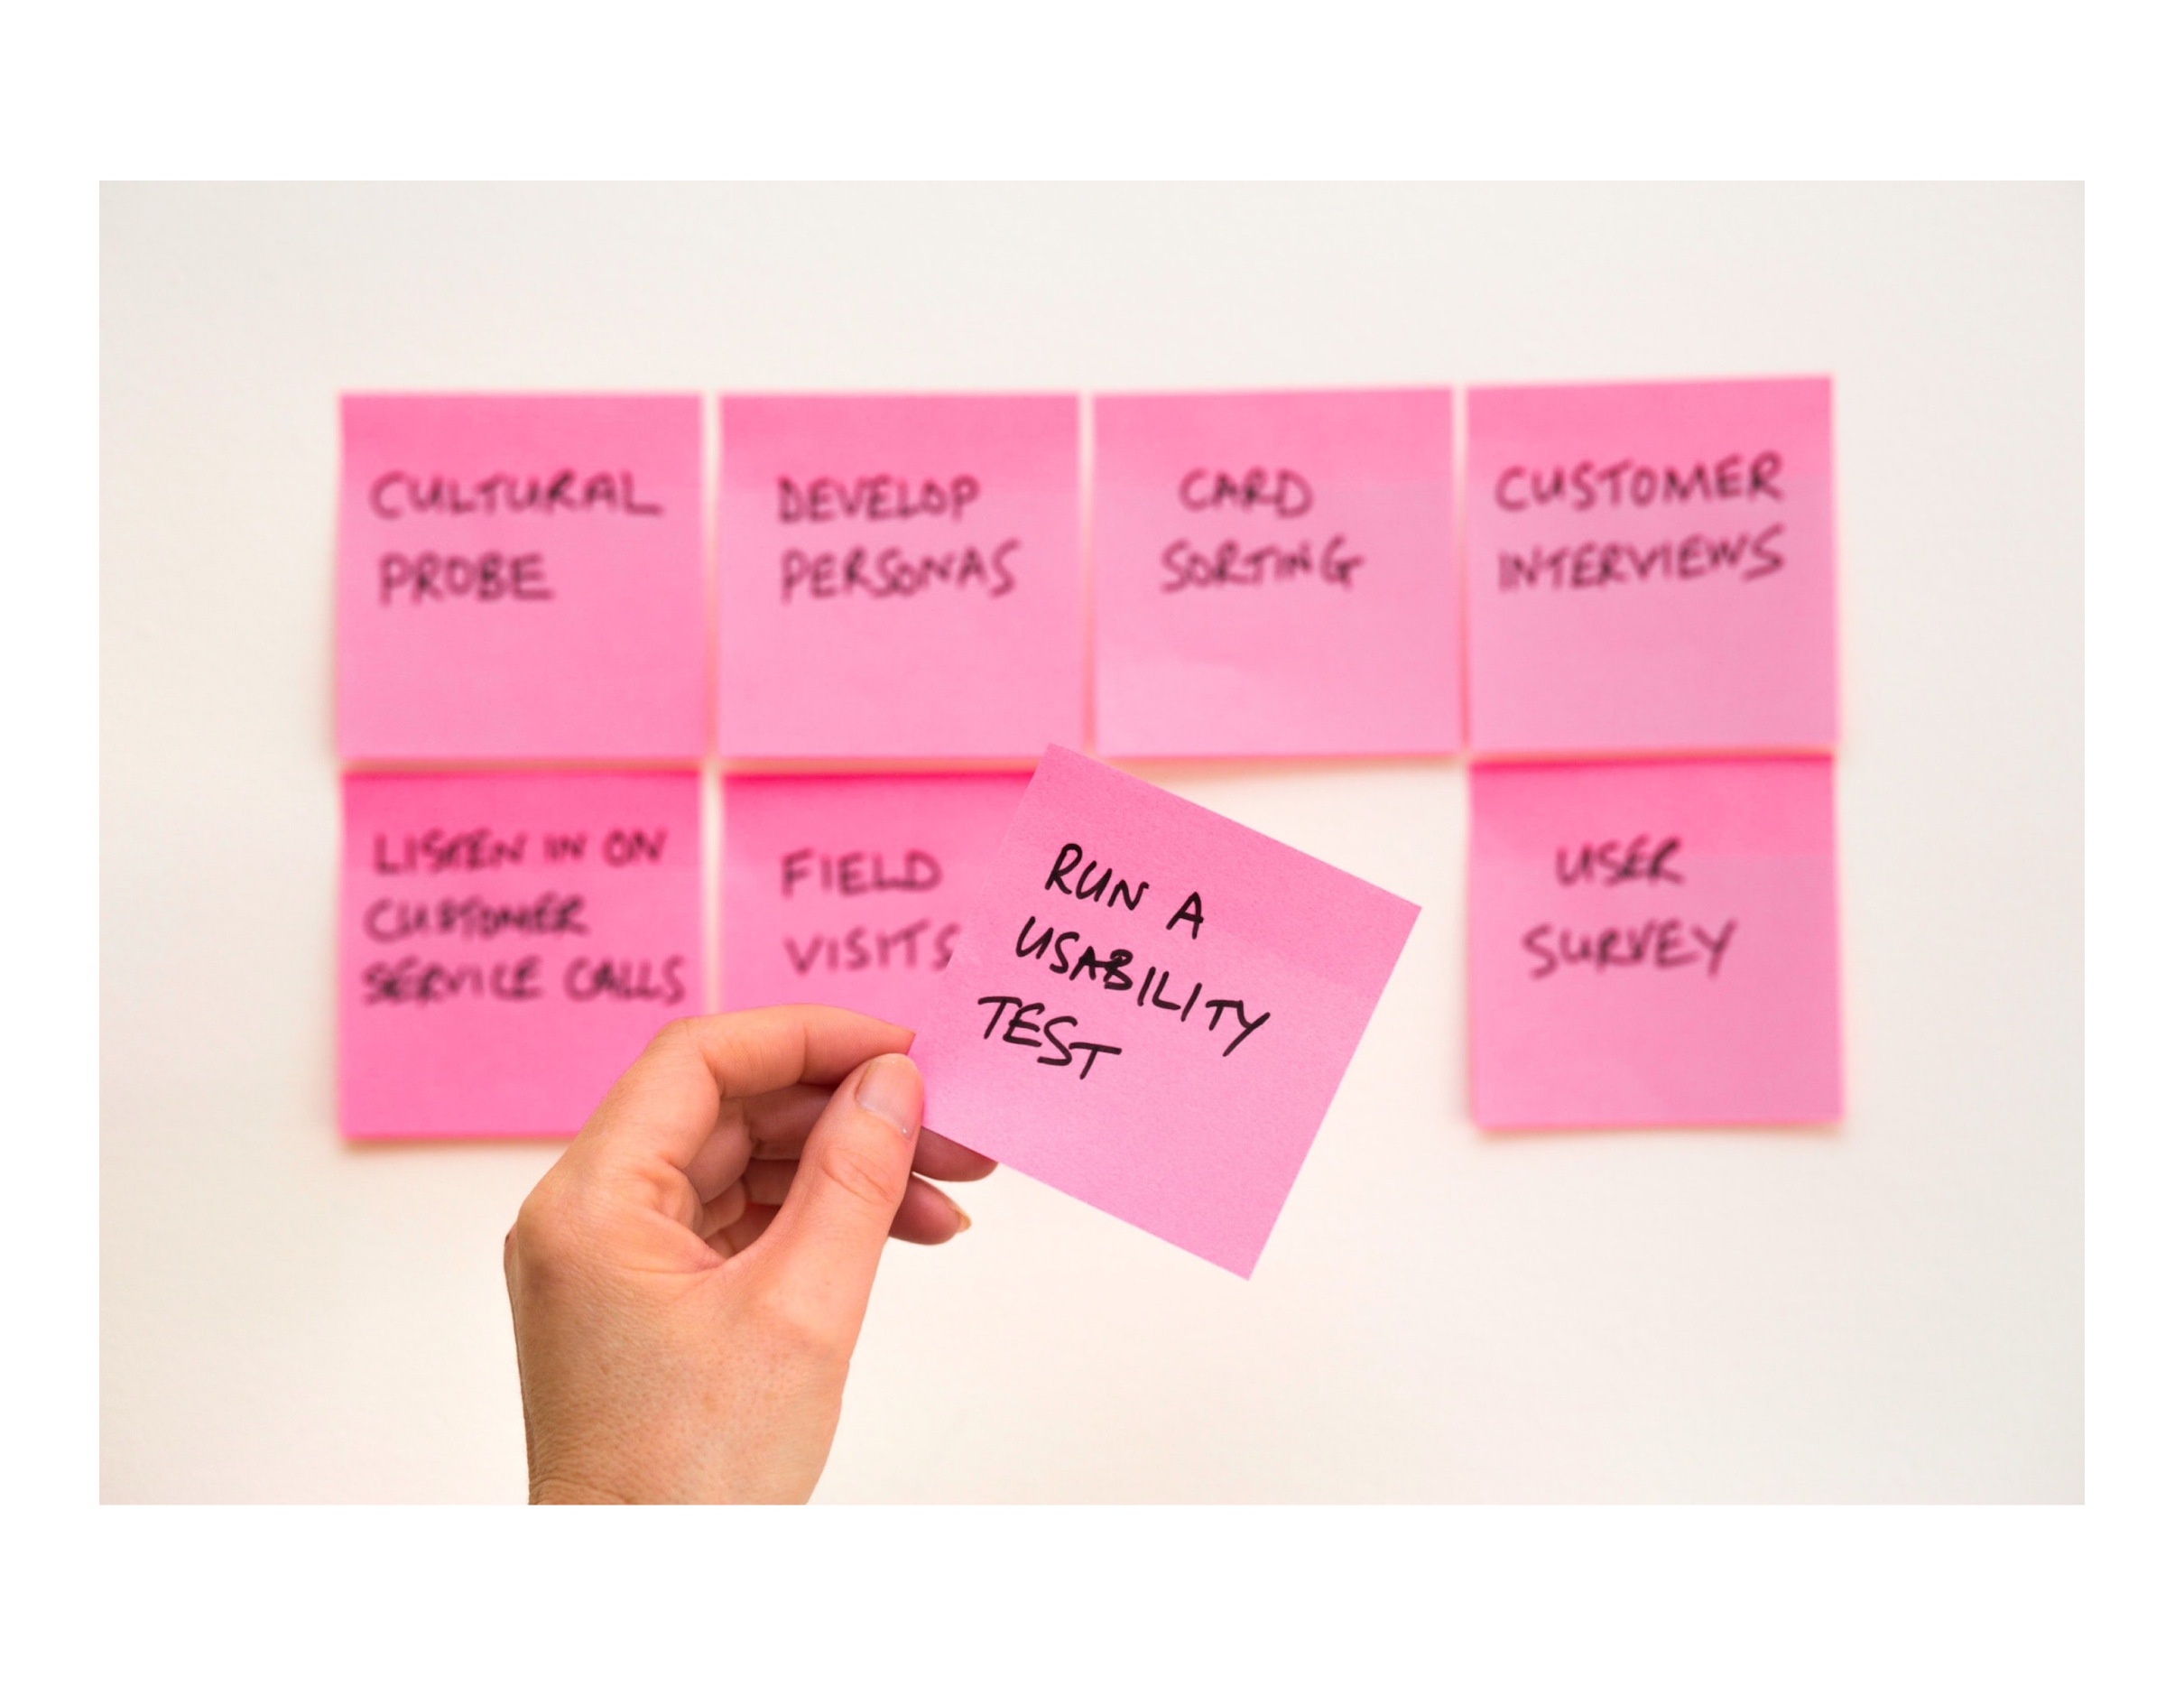 CULTURAL
PROBE
DEVELOP
PERSONAS
CARD
SORTING
CUSTOMER
INTERVIEWS
LISTEN IN ON
CUSTOMER
SERVICE CALLS
FIELD
VISITS
RUN A
USABILITY
TEST
USER
SURVEY